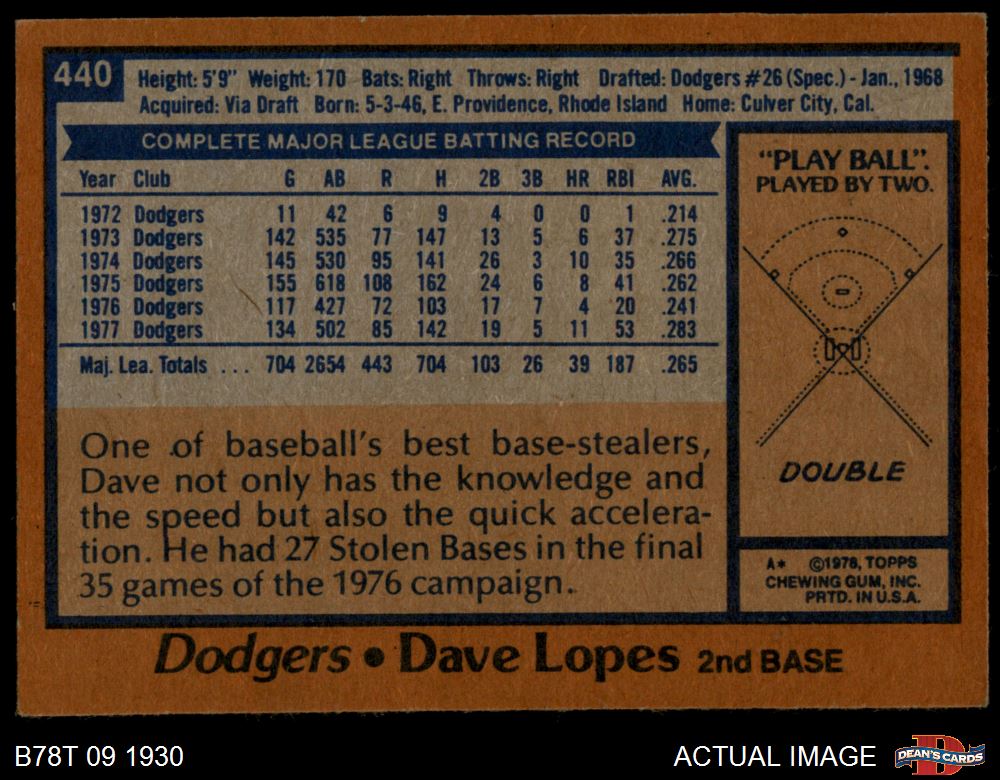 440
Height: 5'9" Weight: 170 Bats: Right Throws: Right Drafted: Dodgers #26 (Spec.) - Jan., 1968
Acquired: Via Draft Born: 5-3-46, E. Providence, Rhode Island Home: Culver City, Cal.
COMPLETE MAJOR LEAGUE BATTING RECORD
Year Club G AB R H 2B 3B HR RBI AVG.
1972 Dodgers 11 42 6 9 4 0 0 1 .214
1973 Dodgers 142 535 77 147 13 5 6 37 .275
1974 Dodgers 145 530 95 141 26 3 10 35 .266
1975 Dodgers 155 618 108 162 24 6 8 41 .262
1976 Dodgers 117 427 72 103 17 7 4 20 .241
1977 Dodgers 134 502 85 142 19 5 11 53 .283
Maj. Lea. Totals ... 704 2654 443 704 103 26 39 187 .265
One of baseball's best base-stealers,
Dave not only has the knowledge and
the speed but also the quick accelera-
tion. He had 27 Stolen Bases in the final
35 games of the 1976 campaign.
"PLAY BALL".
PLAYED BY TWO.
DOUBLE
A* ©1978, TOPPS
CHEWING GUM, INC.
PRTD. IN U.S.A.
Dodgers • Dave Lopes 2nd BASE
B78T 09 1930
ACTUAL IMAGE
D
DEAN'S CARDS